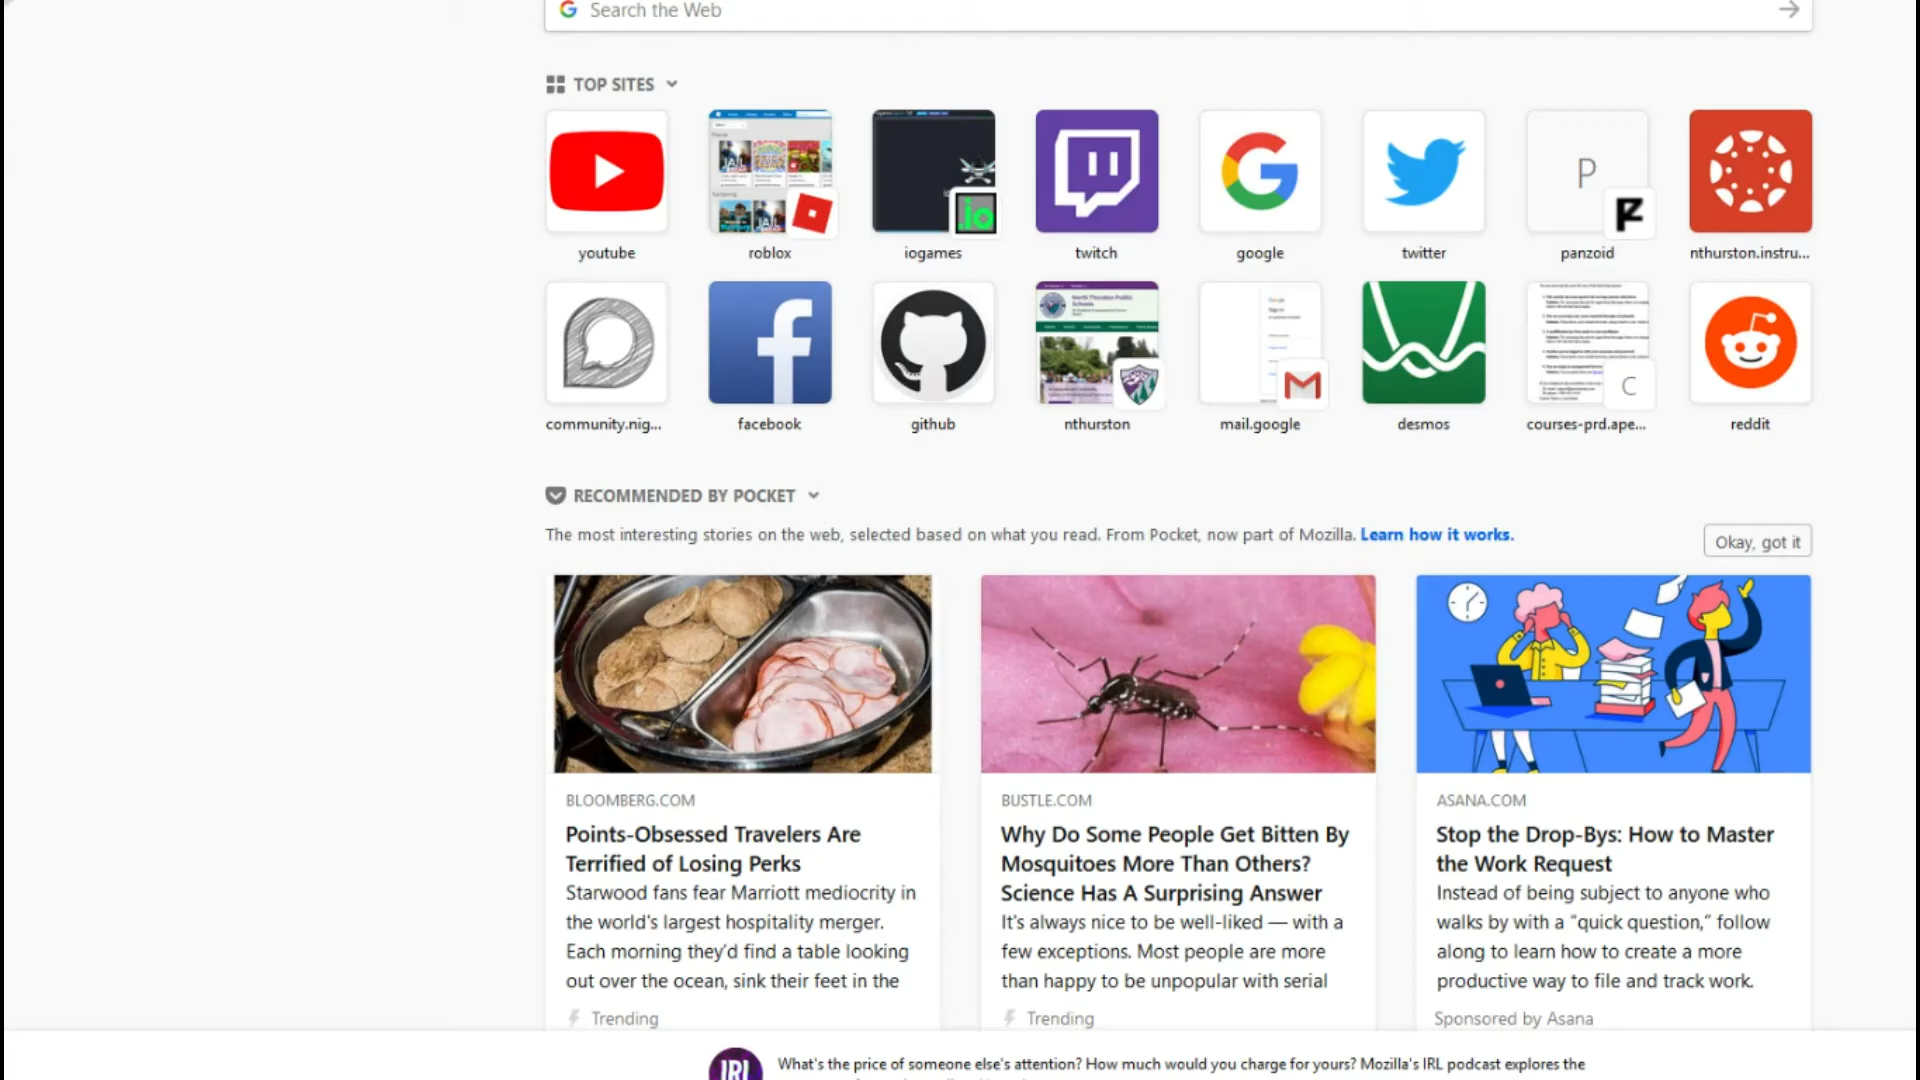 Search the Web
TOP SITES
youtube
roblox
iogames
twitch
google
twitter
P
panzoid
nthurston.instru...
community.nig...
facebook
github
nthurston
mail.google
desmos
C
courses-prd.ape...
reddit
RECOMMENDED BY POCKET
The most interesting stories on the web, selected based on what you read. From Pocket, now part of Mozilla. Learn how it works.
Okay, got it
BLOOMBERG.COM
Points-Obsessed Travelers Are
Terrified of Losing Perks
Starwood fans fear Marriott mediocrity in
the world's largest hospitality merger.
Each morning they'd find a table looking
out over the ocean, sink their feet in the
Trending
BUSTLE.COM
Why Do Some People Get Bitten By
Mosquitoes More Than Others?
Science Has A Surprising Answer
It's always nice to be well-liked — with a
few exceptions. Most people are more
than happy to be unpopular with serial
Trending
ASANA.COM
Stop the Drop-Bys: How to Master
the Work Request
Instead of being subject to anyone who
walks by with a “quick question,” follow
along to learn how to create a more
productive way to file and track work.
Sponsored by Asana
IRL
What's the price of someone else's attention? How much would you charge for yours? Mozilla's IRL podcast explores the